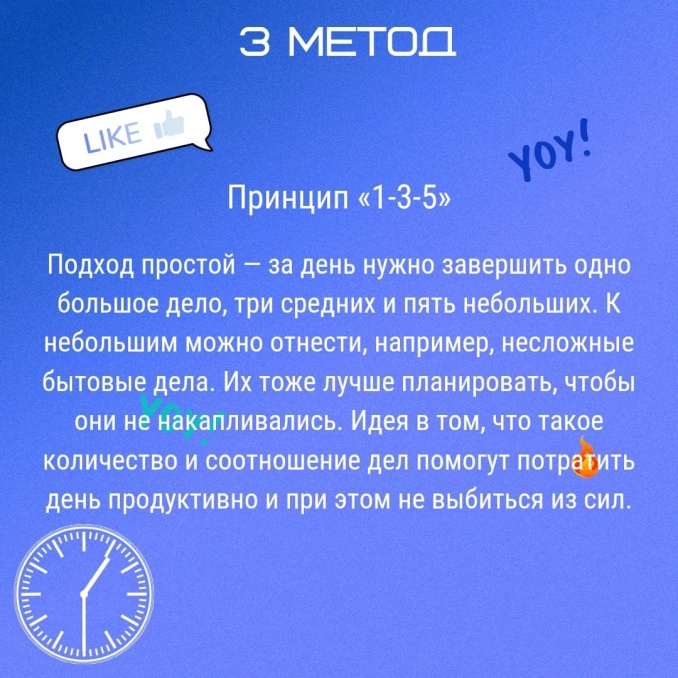 3 МЕТОД
LIKE
YOY!
Принцип «1-3-5»
Подход простой — за день нужно завершить одно
большое дело, три средних и пять небольших. К
небольшим можно отнести, например, несложные
бытовые дела. Их тоже лучше планировать, чтобы
они не накапливались. Идея в том, что такое
YOY!
количество и соотношение дел помогут потратить
день продуктивно и при этом не выбиться из сил.